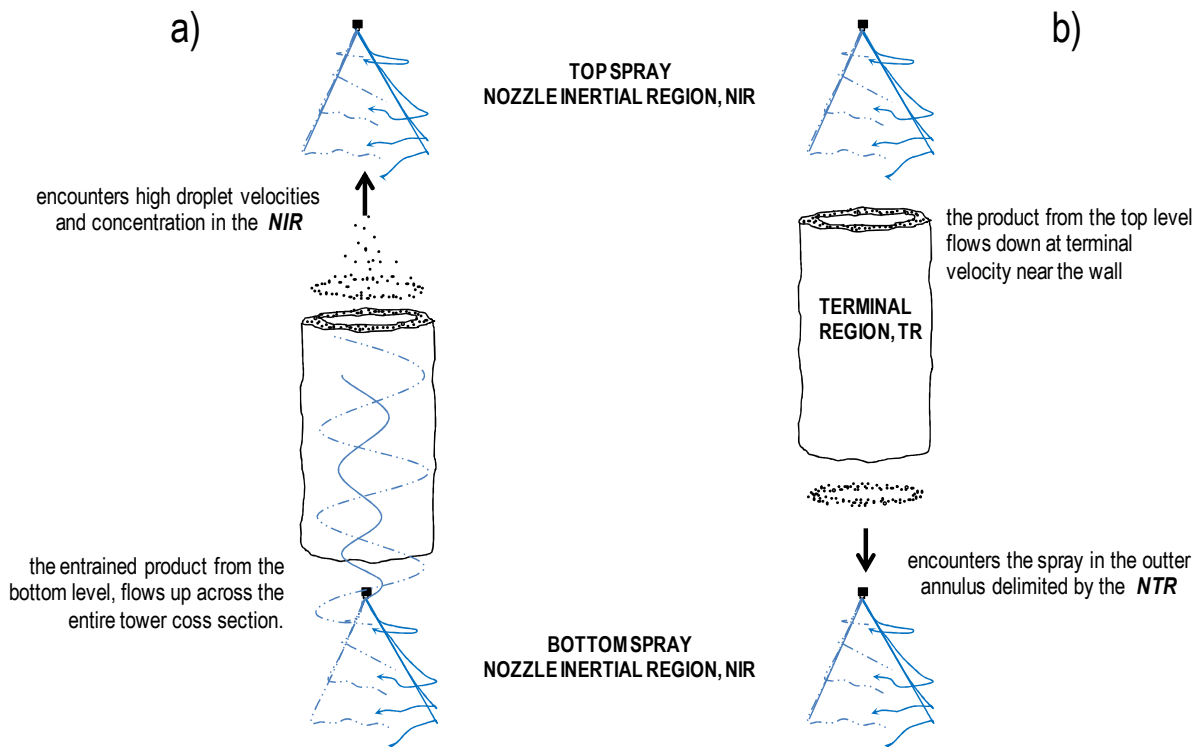 a)
b)
TOP SPRAY
NOZZLE INERTIAL REGION, NIR
encounters high droplet velocities
and concentration in the NIR
the product from the top level
flows down at terminal
velocity near the wall
TERMINAL
REGION, TR
the entrained product from the
bottom level, flows up across the
entire tower coss section.
encounters the spray in the outter
annulus delimited by the NTR
BOTTOM SPRAY
NOZZLE INERTIAL REGION, NIR